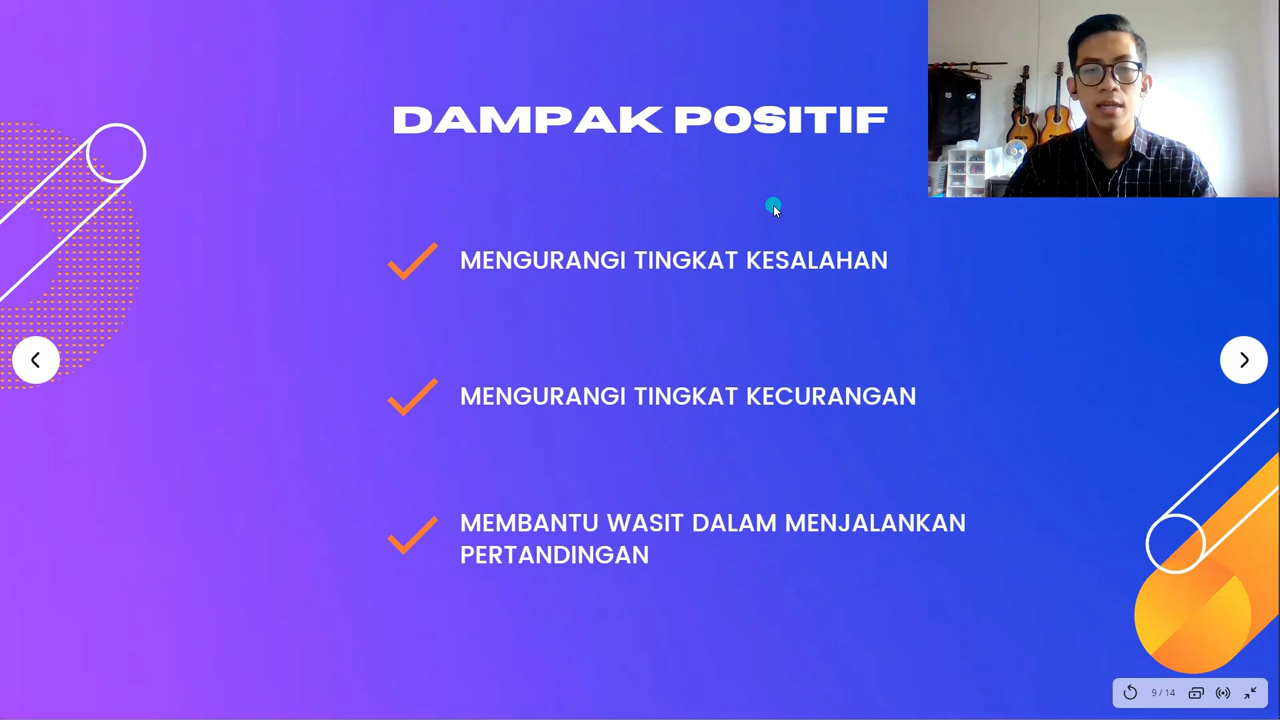 DAMPAK POSITIF
MENGURANGI TINGKAT KESALAHAN
MENGURANGI TINGKAT KECURANGAN
MEMBANTU WASIT DALAM MENJALANKAN
PERTANDINGAN
9 / 14